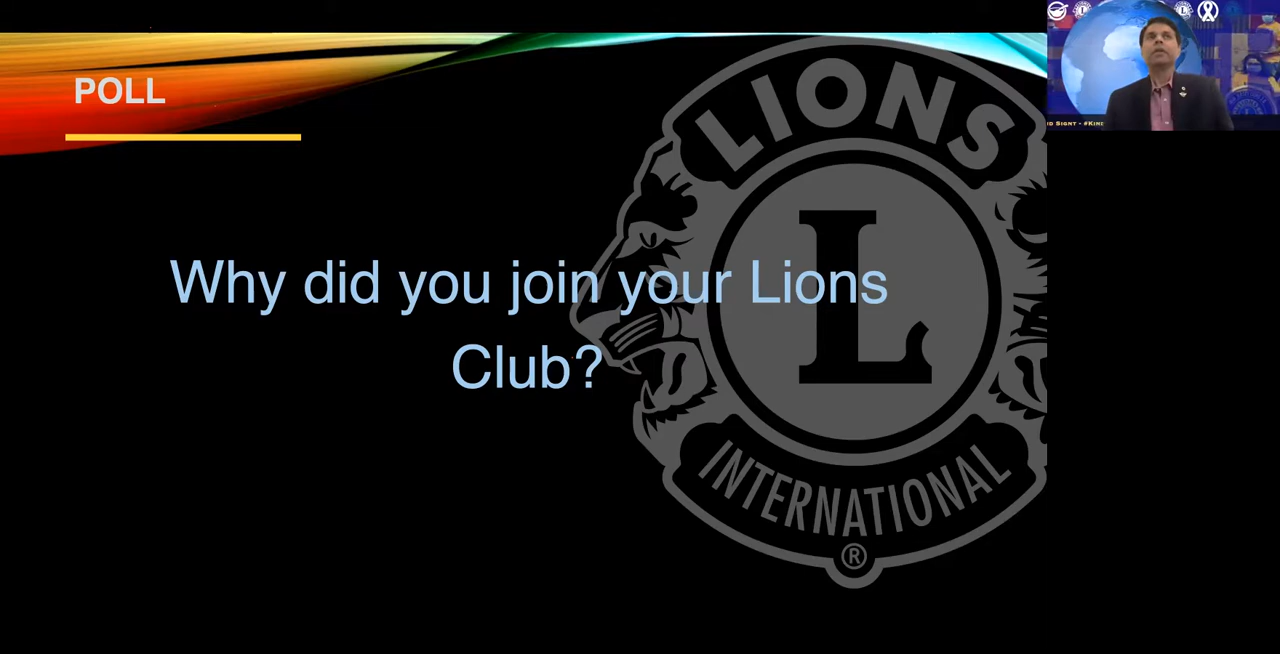 POLL
Why did you join your Lions
Club?
LIONS
L
INTERNATIONAL
®